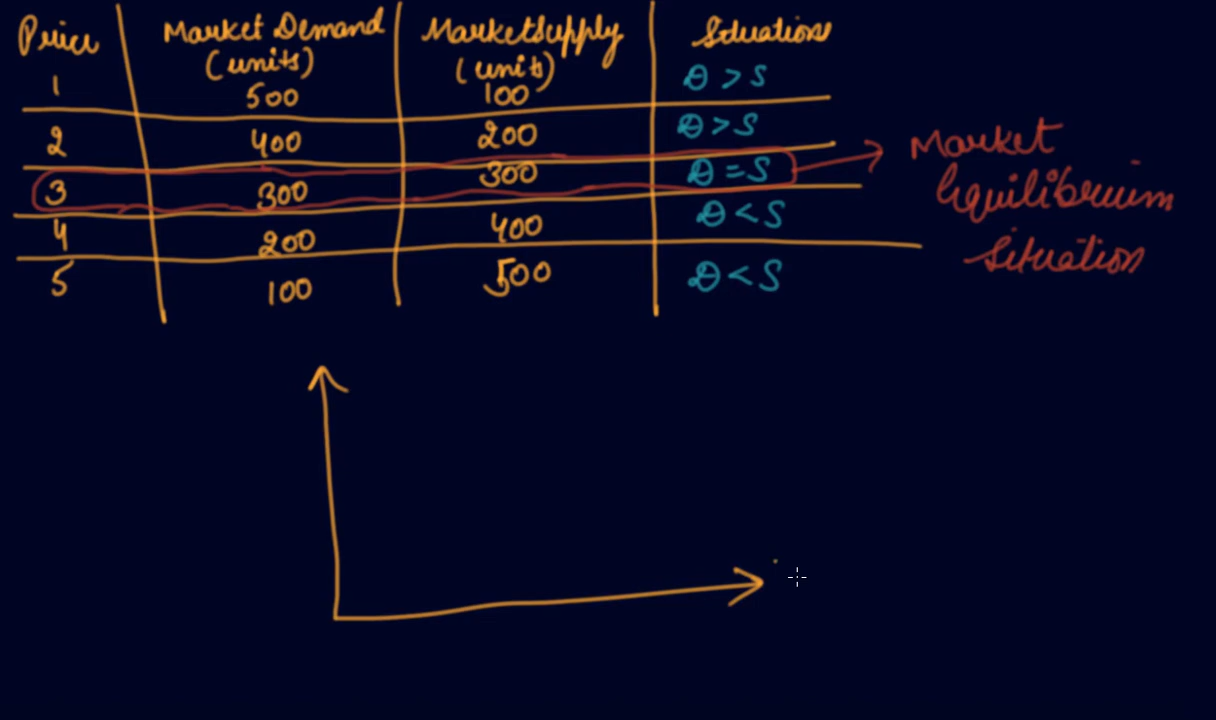 Price Market Demand (units) Market Supply (units) Situations
1 500 100 D > S
2 400 200 D > S
3 300 300 D = S
4 200 400 D < S
5 100 500 D < S
Market
Equilibrium
Situation